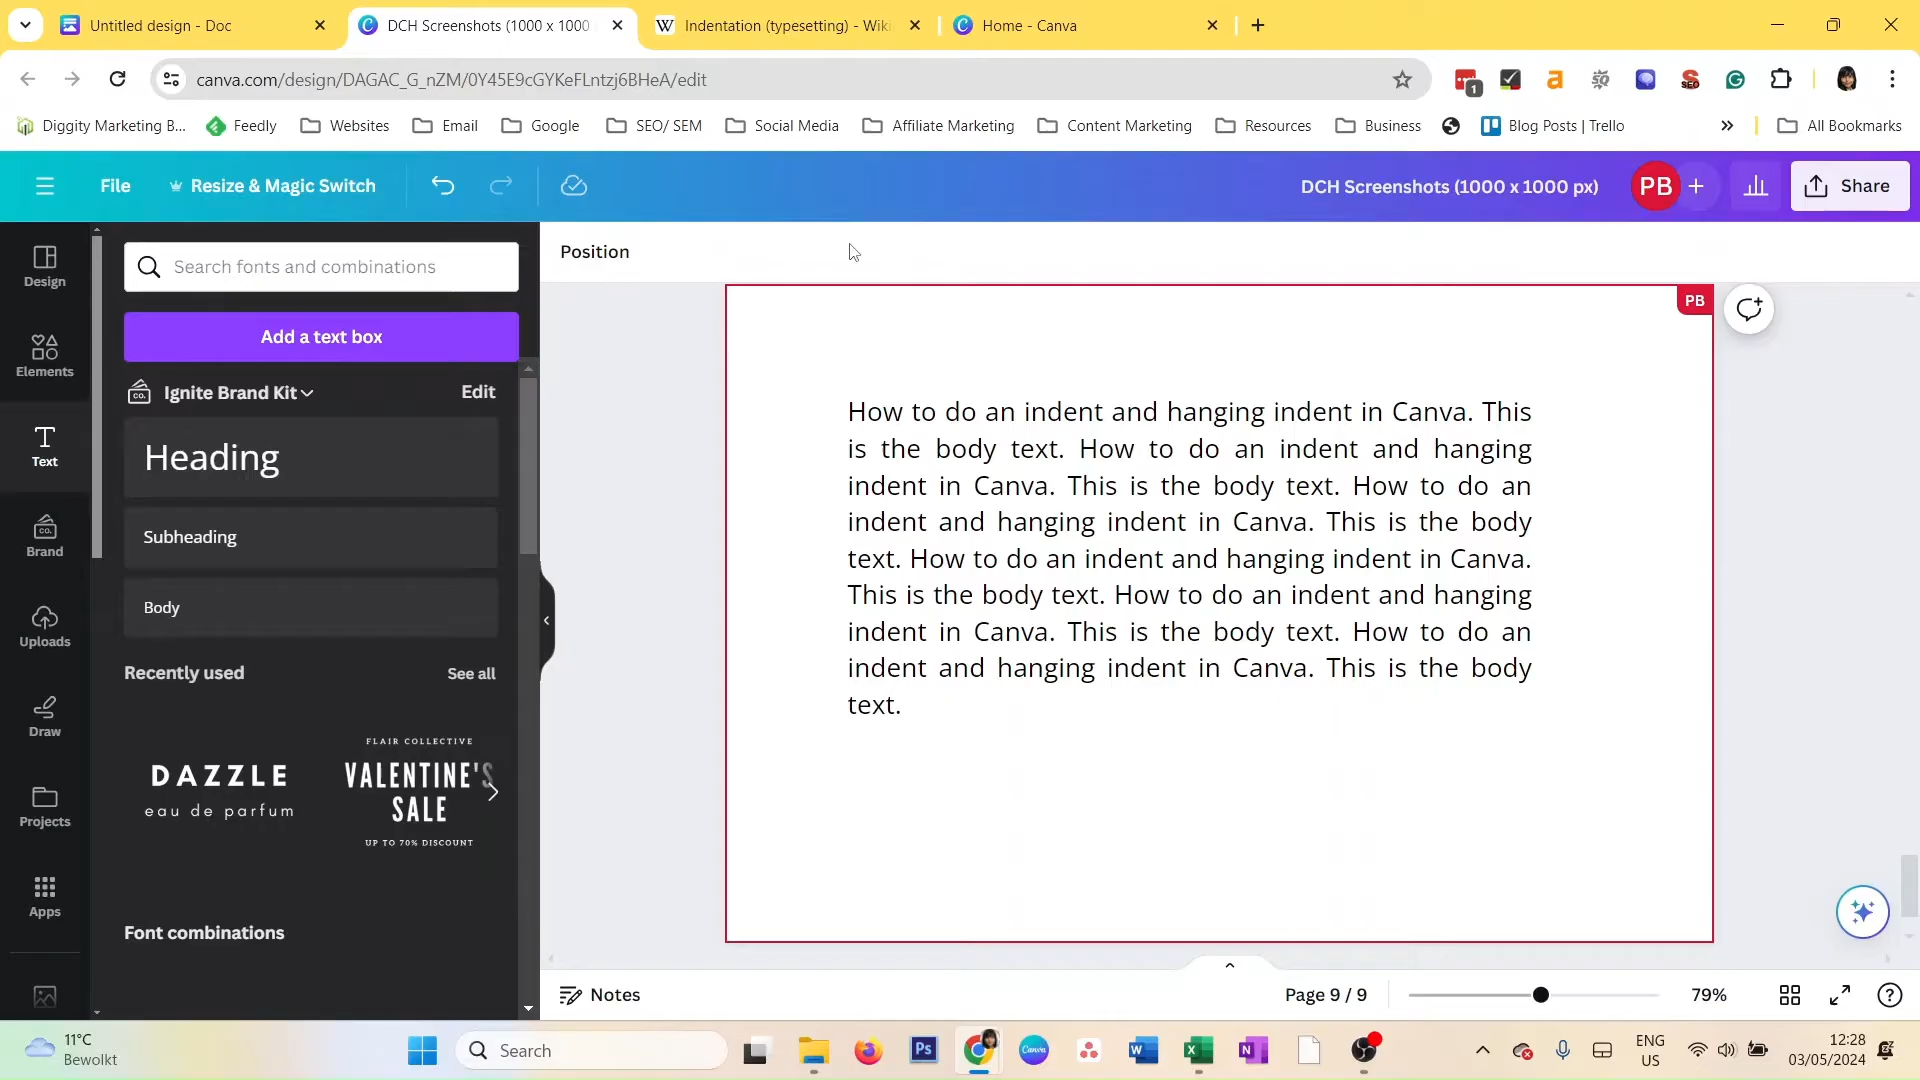 Untitled design - Doc
DCH Screenshots (1000 x 1000
Indentation (typesetting) - Wiki
Home - Canva
canva.com/design/DAGAC_G_nZM/0Y45E9cGYKeFLntzj6BHeA/edit
1
SEO
Diggity Marketing B...
Feedly
Websites
Email
Google
SEO/ SEM
Social Media
Affiliate Marketing
Content Marketing
Resources
Business
Blog Posts | Trello
All Bookmarks
File
Resize & Magic Switch
DCH Screenshots (1000 x 1000 px)
PB
Share
Design
Elements
Text
Brand
Uploads
Draw
Projects
Apps
Search fonts and combinations
Add a text box
Ignite Brand Kit
Edit
Heading
Subheading
Body
Recently used
See all
DAZZLE
eau de parfum
FLAIR COLLECTIVE
VALENTINE'S
SALE
UP TO 70% DISCOUNT
Font combinations
Position
PB
How to do an indent and hanging indent in Canva. This
is the body text. How to do an indent and hanging
indent in Canva. This is the body text. How to do an
indent and hanging indent in Canva. This is the body
text. How to do an indent and hanging indent in Canva.
This is the body text. How to do an indent and hanging
indent in Canva. This is the body text. How to do an
indent and hanging indent in Canva. This is the body
text.
Notes
Page 9 / 9
79%
11°C
Bewolkt
Search
ENG
US
12:28
03/05/2024